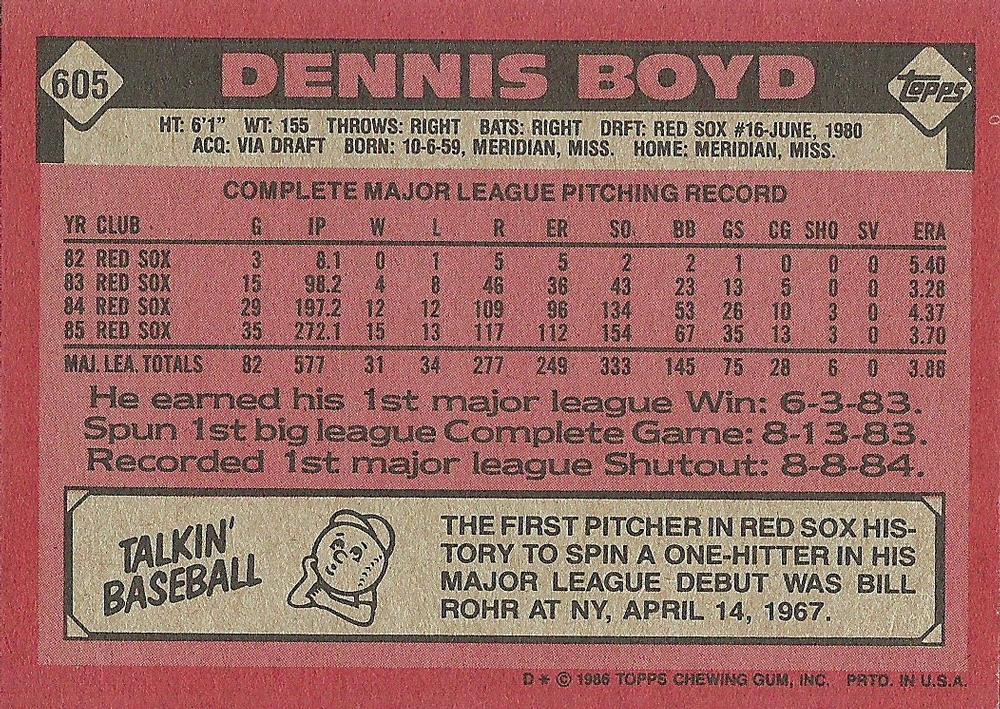 605 DENNIS BOYD topps
HT: 6'1" WT: 155 THROWS: RIGHT BATS: RIGHT DRFT: RED SOX #16-JUNE, 1980
ACQ: VIA DRAFT BORN: 10-6-59, MERIDIAN, MISS. HOME: MERIDIAN, MISS.
COMPLETE MAJOR LEAGUE PITCHING RECORD
YR CLUB G IP W L R ER SO BB GS CG SHO SV ERA
82 RED SOX 3 8.1 0 1 5 5 2 2 1 0 0 0 5.40
83 RED SOX 15 98.2 4 8 46 36 43 23 13 5 0 0 3.28
84 RED SOX 29 197.2 12 12 109 96 134 53 26 10 3 0 4.37
85 RED SOX 35 272.1 15 13 117 112 154 67 35 13 3 0 3.70
MAJ. LEA. TOTALS 82 577 31 34 277 249 333 145 75 28 6 0 3.88
He earned his 1st major league Win: 6-3-83.
Spun 1st big league Complete Game: 8-13-83.
Recorded 1st major league Shutout: 8-8-84.
TALKIN'
BASEBALL
THE FIRST PITCHER IN RED SOX HIS-
TORY TO SPIN A ONE-HITTER IN HIS
MAJOR LEAGUE DEBUT WAS BILL
ROHR AT NY, APRIL 14, 1967.
D * © 1986 TOPPS CHEWING GUM, INC. PRTD. IN U.S.A.